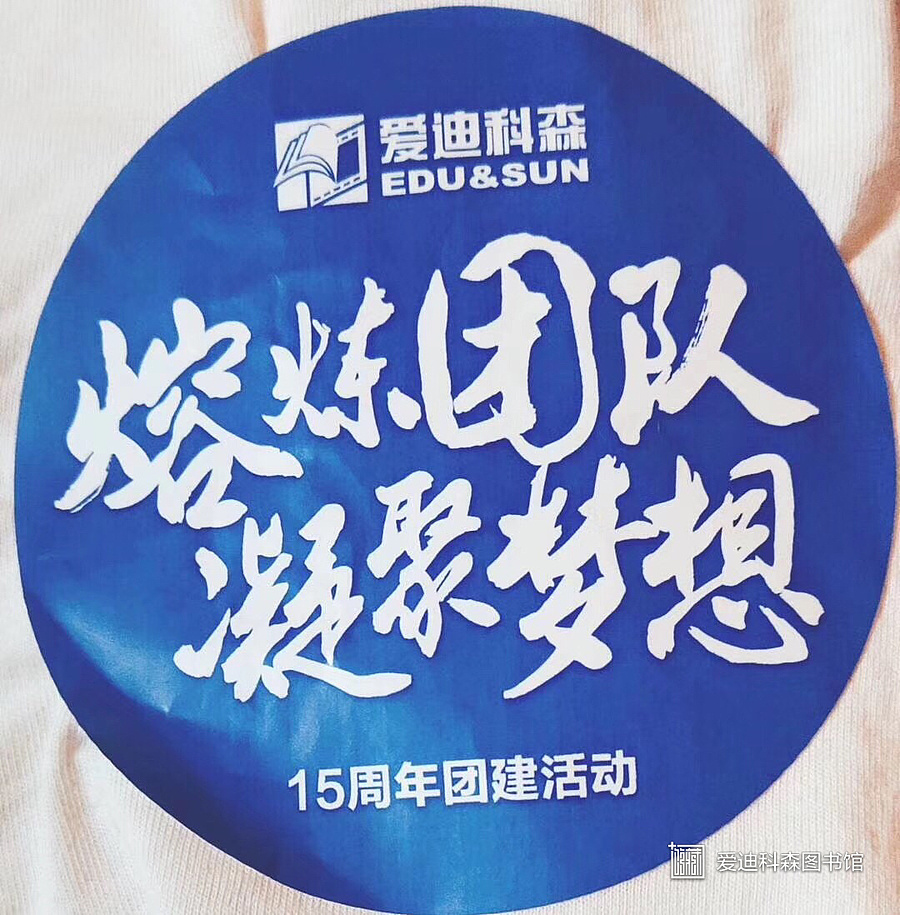 爱迪科森
EDU&SUN
熔炼团队
凝聚梦想
15周年团建活动
爱迪科森图书馆